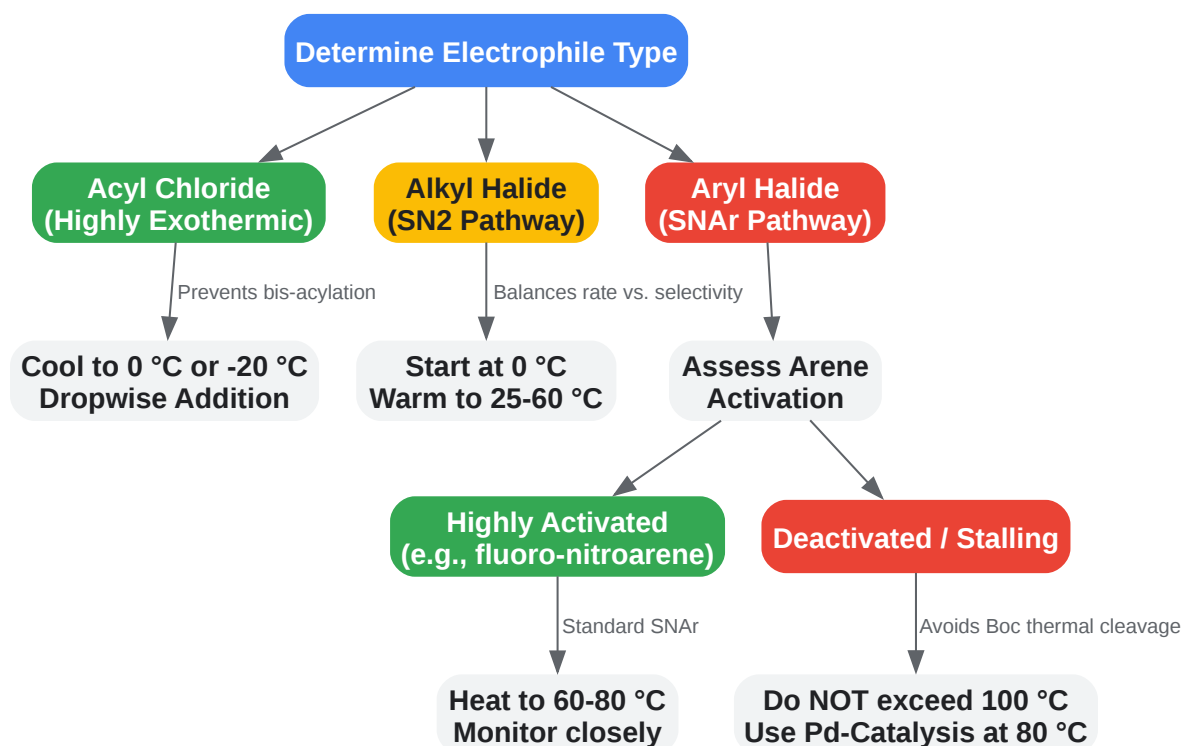 Determine Electrophile Type
Acyl Chloride
(Highly Exothermic)
Alkyl Halide
(SN2 Pathway)
Aryl Halide
(SNAr Pathway)
Prevents bis-acylation
Balances rate vs. selectivity
Cool to 0 °C or -20 °C
Dropwise Addition
Start at 0 °C
Warm to 25-60 °C
Assess Arene
Activation
Highly Activated
(e.g., fluoro-nitroarene)
Deactivated / Stalling
Standard SNAr
Avoids Boc thermal cleavage
Heat to 60-80 °C
Monitor closely
Do NOT exceed 100 °C
Use Pd-Catalysis at 80 °C